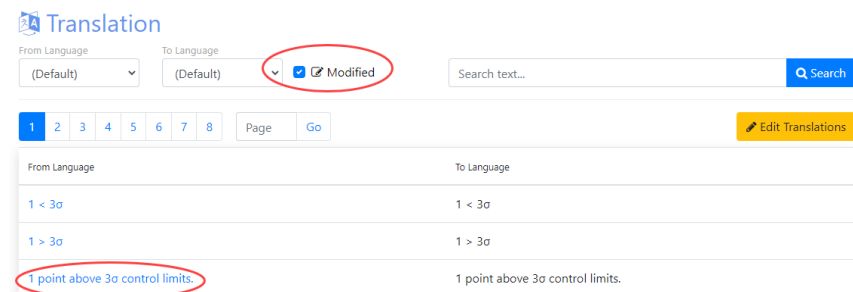 Translation
From Language To Language
(Default) (Default) Modified Search text... Search
1 2 3 4 5 6 7 8 Page Go Edit Translations
From Language To Language
1 < 3σ 1 < 3σ
1 > 3σ 1 > 3σ
1 point above 3σ control limits. 1 point above 3σ control limits.